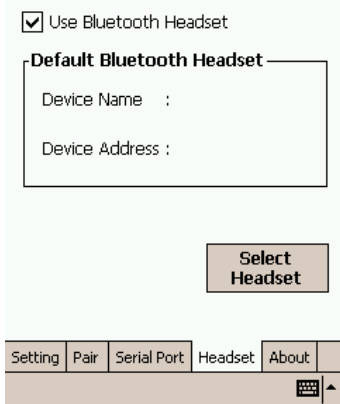 Use Bluetooth Headset
Default Bluetooth Headset
Device Name :
Device Address :
Select
Headset
Setting Pair Serial Port Headset About